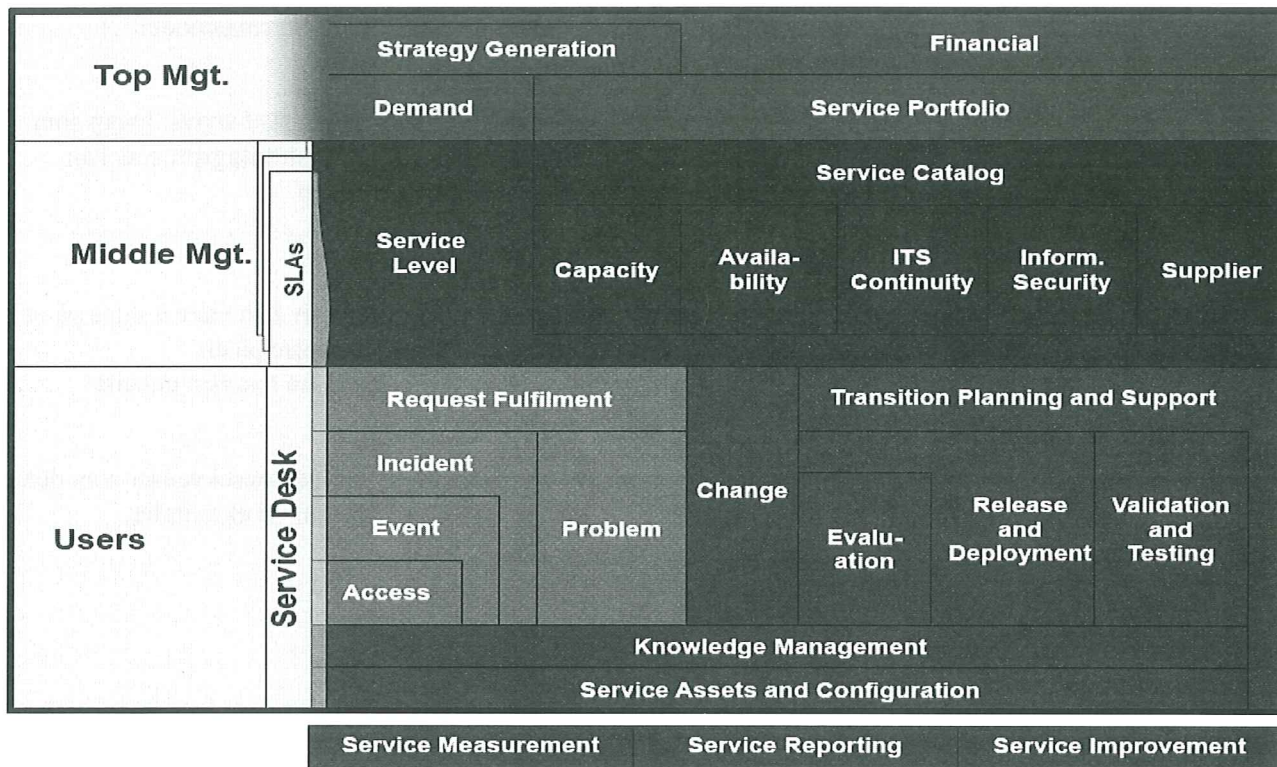 Top Mgt.
Strategy Generation
Financial
Demand
Service Portfolio
Middle Mgt.
SLAs
Service Catalog
Service
Level
Capacity
Availa-
bility
ITS
Continuity
Inform.
Security
Supplier
Users
Service Desk
Request Fulfilment
Incident
Event
Access
Problem
Change
Transition Planning and Support
Evalu-
ation
Release
and
Deployment
Validation
and
Testing
Knowledge Management
Service Assets and Configuration
Service Measurement
Service Reporting
Service Improvement